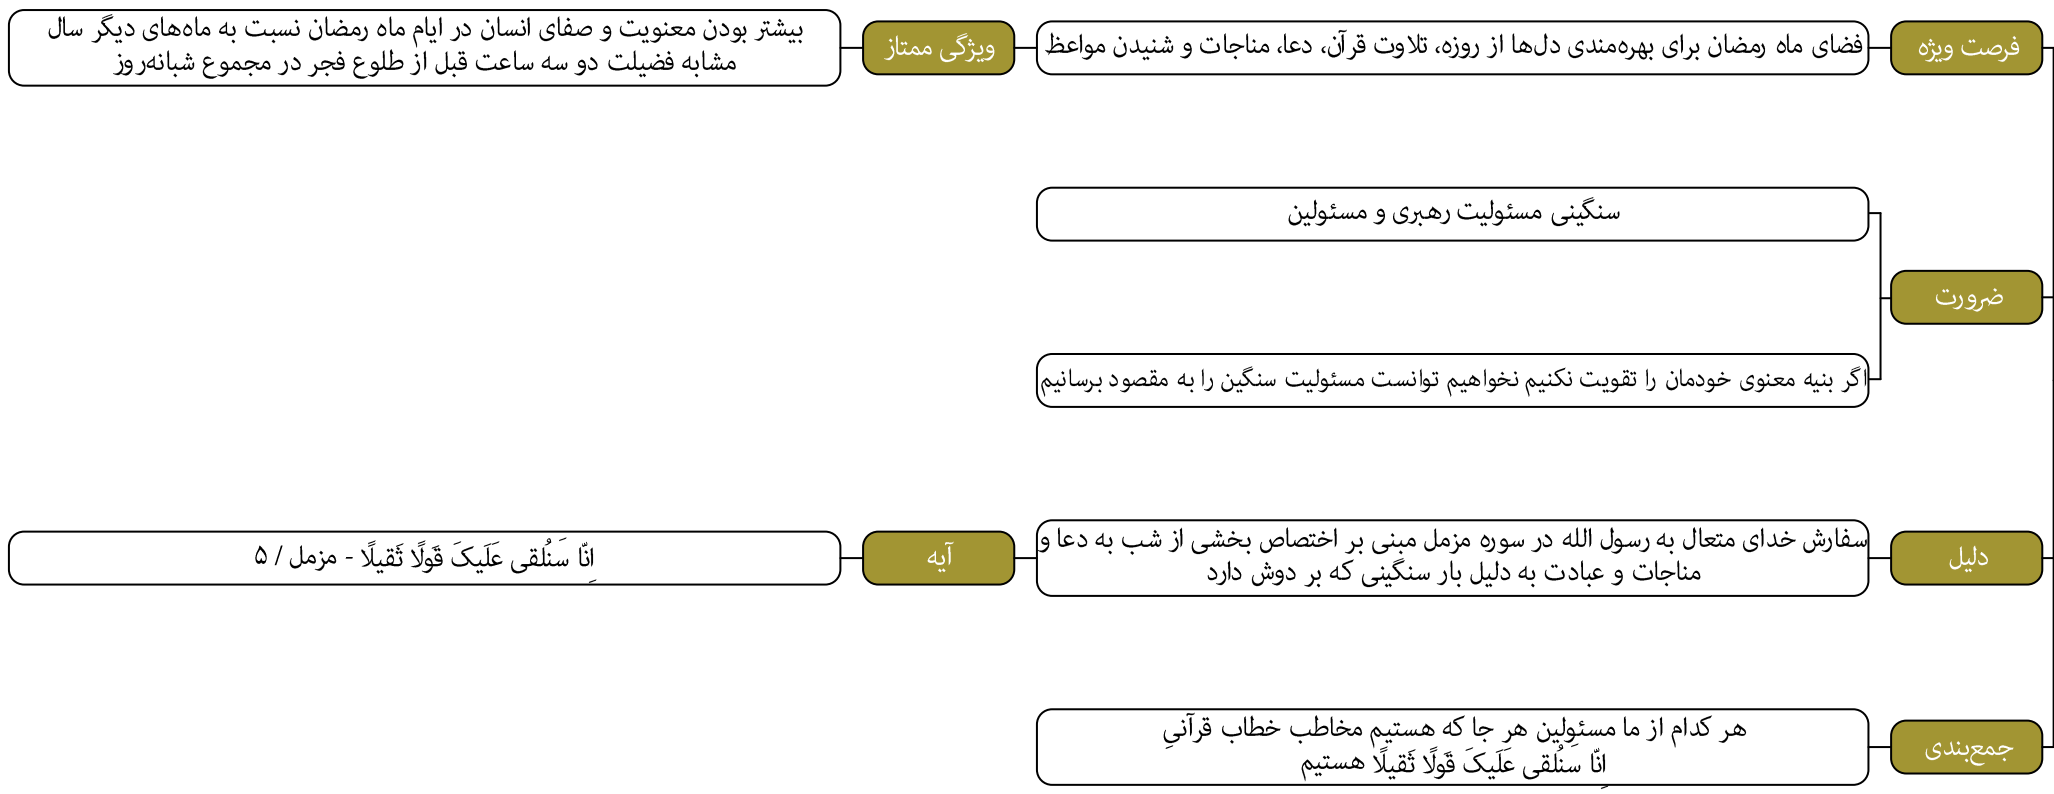 فرصت ویژه
فضای ماه رمضان برای بهره‌مندی دل‌ها از روزه، تلاوت قرآن، دعا، مناجات و شنیدن مواعظ
ویژگی ممتاز
بیشتر بودن معنویت و صفای انسان در ایام ماه رمضان نسبت به ماه‌های دیگر سال
مشابه فضیلت دو سه ساعت قبل از طلوع فجر در مجموع شبانه‌روز
ضرورت
سنگینی مسئولیت رهبری و مسئولین
اگر بنیه معنوی خودمان را تقویت نکنیم نخواهیم توانست مسئولیت سنگین را به مقصود برسانیم
دلیل
سفارش خدای متعال به رسول الله در سوره مزمل مبنی بر اختصاص بخشی از شب به دعا و
مناجات و عبادت به دلیل بار سنگینی که بر دوش دارد
آیه
اِنّا سَنُلقی عَلَیکَ قَولًا ثَقیلًا - مزمل / ۵
جمع‌بندی
هر کدام از ما مسئولین هر جا که هستیم مخاطب خطاب قرآنیِ
اِنّا سنُلقی عَلَیکَ قَولًا ثَقیلًا هستیم